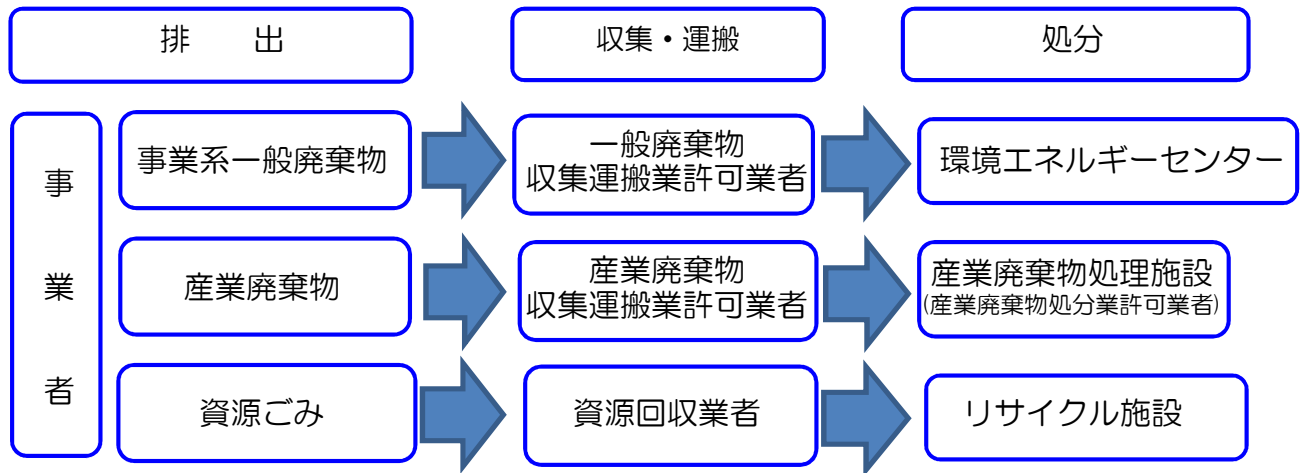 排　　出
収集・運搬
処分
事業者
事業系一般廃棄物
一般廃棄物
収集運搬業許可業者
環境エネルギーセンター
産業廃棄物
産業廃棄物
収集運搬業許可業者
産業廃棄物処理施設
(産業廃棄物処分業許可業者)
資源ごみ
資源回収業者
リサイクル施設